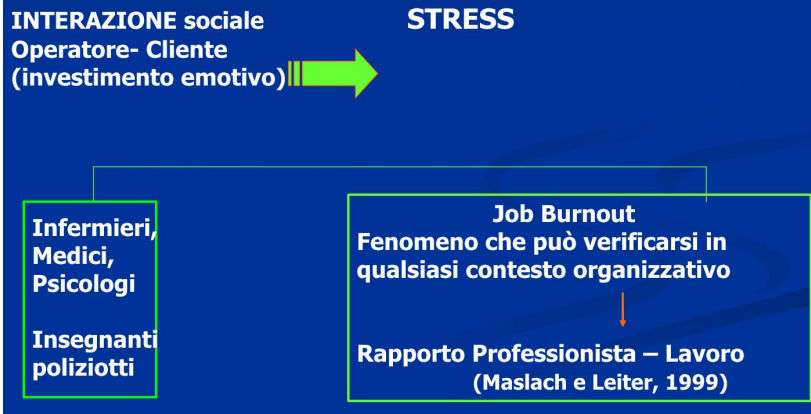 INTERAZIONE sociale
Operatore- Cliente
(investimento emotivo)
STRESS
Infermieri,
Medici,
Psicologi
Insegnanti
poliziotti
Job Burnout
Fenomeno che può verificarsi in
qualsiasi contesto organizzativo
Rapporto Professionista – Lavoro
(Maslach e Leiter, 1999)